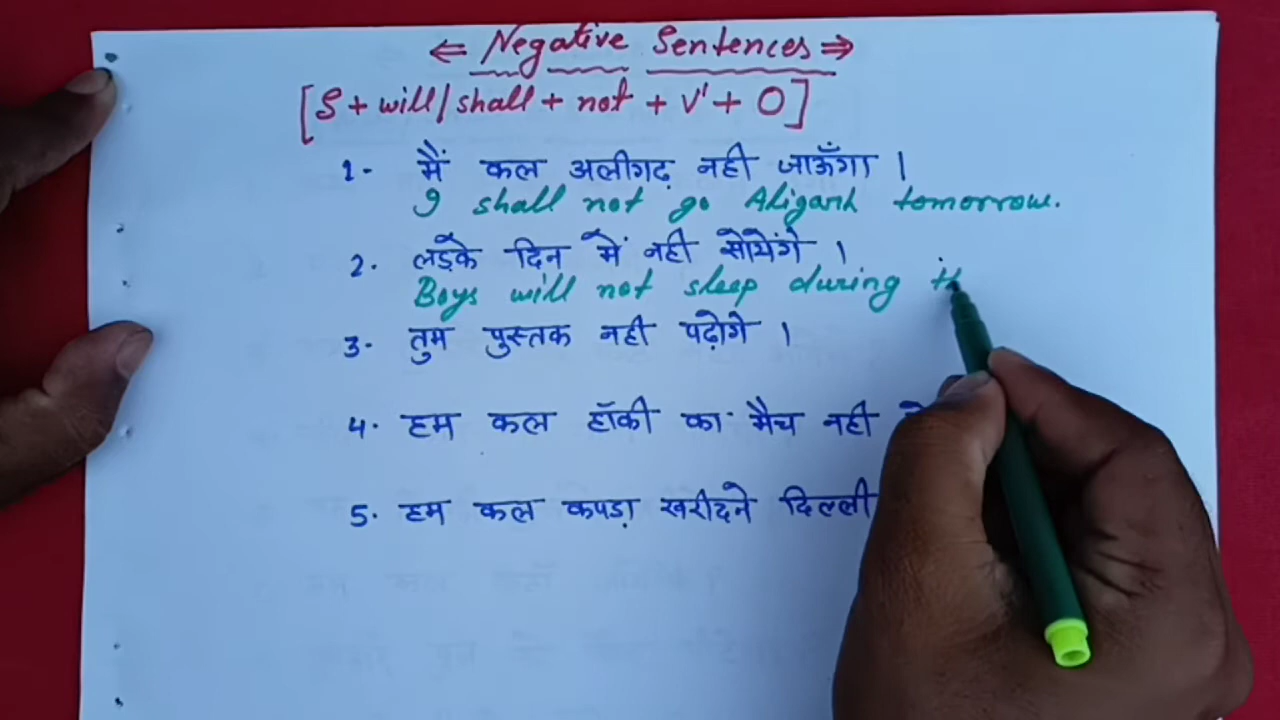 ⇐ Negative Sentences ⇒
[S + will/shall + not + V¹ + O]
1- मैं कल अलीगढ़ नही जाऊँगा ।
I shall not go Aligarh tomorrow.
2. लड़के दिन में नही सोयेंगे ।
Boys will not sleep during
3. तुम पुस्तक नही पढ़ोगे ।
4. हम कल हॉकी का मैच नही
5. हम कल कपड़ा खरीदने दिल्ली